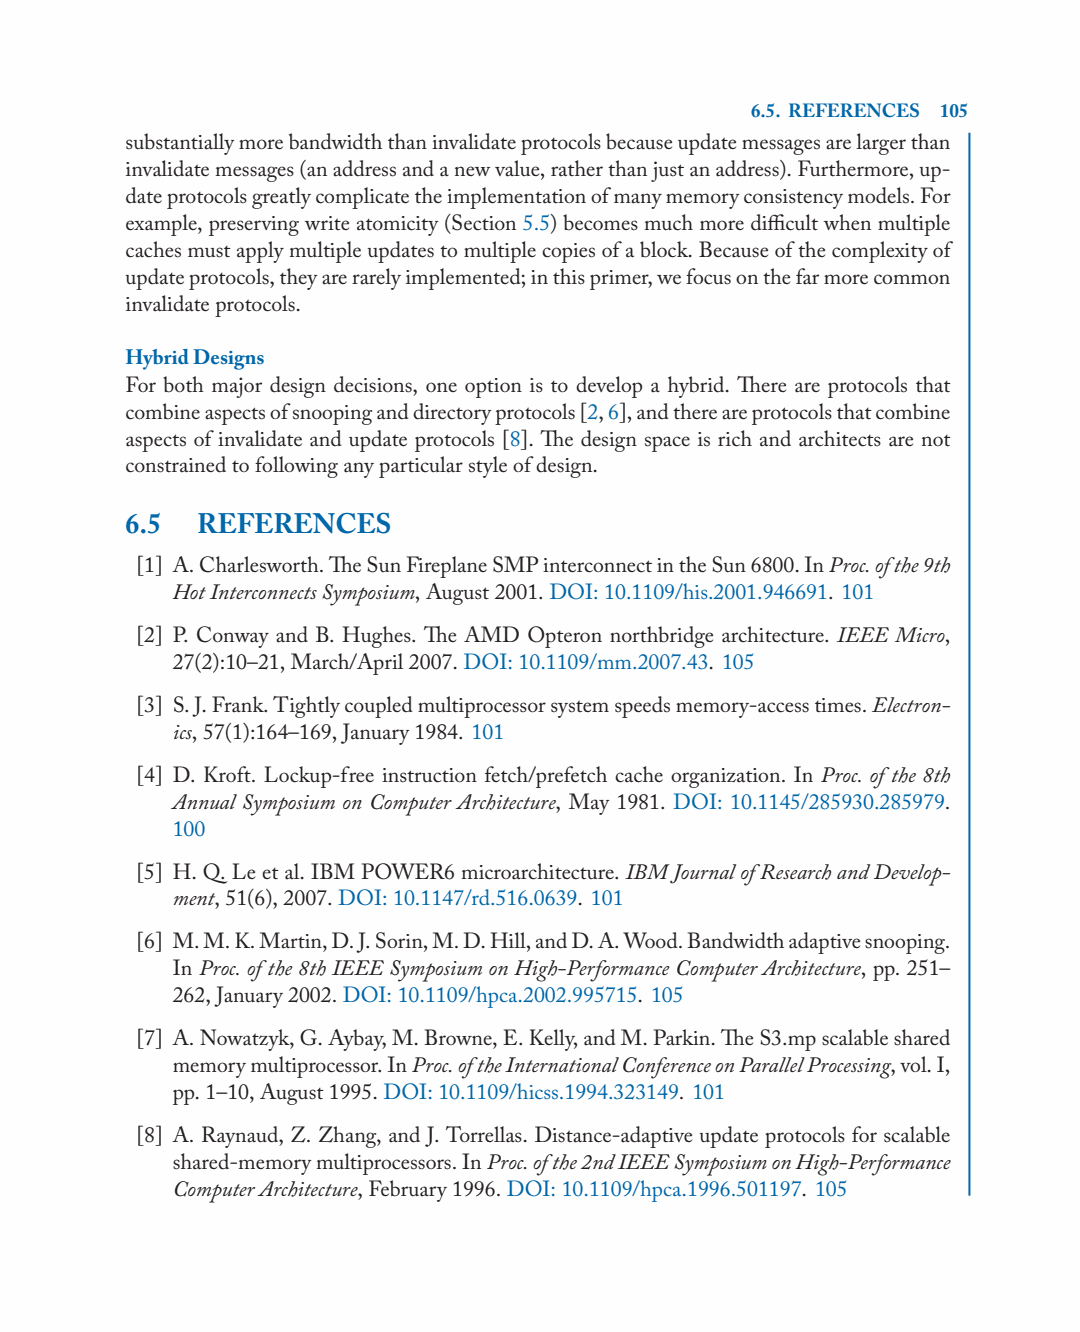 6.5. REFERENCES 105
substantially more bandwidth than invalidate protocols because update messages are larger than
invalidate messages (an address and a new value, rather than just an address). Furthermore, up-
date protocols greatly complicate the implementation of many memory consistency models. For
example, preserving write atomicity (Section 5.5) becomes much more difficult when multiple
caches must apply multiple updates to multiple copies of a block. Because of the complexity of
update protocols, they are rarely implemented; in this primer, we focus on the far more common
invalidate protocols.
Hybrid Designs
For both major design decisions, one option is to develop a hybrid. There are protocols that
combine aspects of snooping and directory protocols [2, 6], and there are protocols that combine
aspects of invalidate and update protocols [8]. The design space is rich and architects are not
constrained to following any particular style of design.
6.5 REFERENCES
[1] A. Charlesworth. The Sun Fireplane SMP interconnect in the Sun 6800. In Proc. of the 9th
Hot Interconnects Symposium, August 2001. DOI: 10.1109/his.2001.946691. 101
[2] P. Conway and B. Hughes. The AMD Opteron northbridge architecture. IEEE Micro,
27(2):10–21, March/April 2007. DOI: 10.1109/mm.2007.43. 105
[3] S. J. Frank. Tightly coupled multiprocessor system speeds memory-access times. Electron-
ics, 57(1):164–169, January 1984. 101
[4] D. Kroft. Lockup-free instruction fetch/prefetch cache organization. In Proc. of the 8th
Annual Symposium on Computer Architecture, May 1981. DOI: 10.1145/285930.285979.
100
[5] H. Q. Le et al. IBM POWER6 microarchitecture. IBM Journal of Research and Develop-
ment, 51(6), 2007. DOI: 10.1147/rd.516.0639. 101
[6] M. M. K. Martin, D. J. Sorin, M. D. Hill, and D. A. Wood. Bandwidth adaptive snooping.
In Proc. of the 8th IEEE Symposium on High-Performance Computer Architecture, pp. 251–
262, January 2002. DOI: 10.1109/hpca.2002.995715. 105
[7] A. Nowatzyk, G. Aybay, M. Browne, E. Kelly, and M. Parkin. The S3.mp scalable shared
memory multiprocessor. In Proc. of the International Conference on Parallel Processing, vol. I,
pp. 1–10, August 1995. DOI: 10.1109/hicss.1994.323149. 101
[8] A. Raynaud, Z. Zhang, and J. Torrellas. Distance-adaptive update protocols for scalable
shared-memory multiprocessors. In Proc. of the 2nd IEEE Symposium on High-Performance
Computer Architecture, February 1996. DOI: 10.1109/hpca.1996.501197. 105